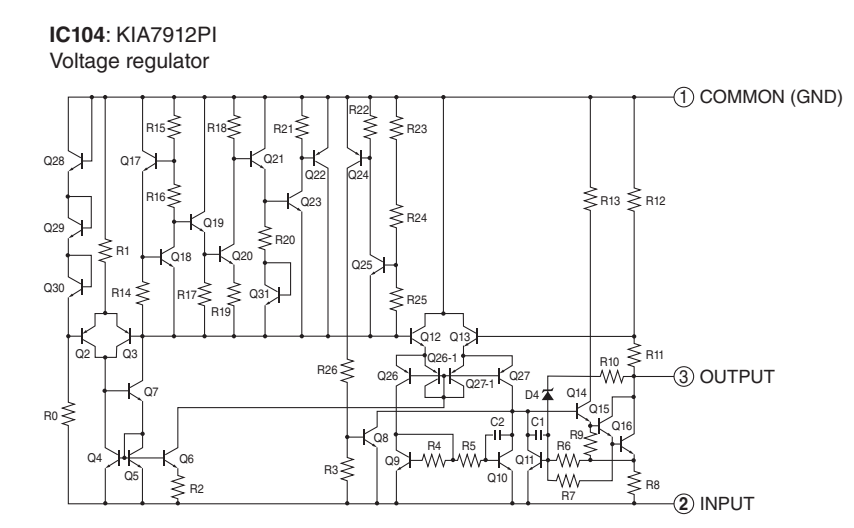 IC104: KIA7912PI
Voltage regulator
① COMMON (GND)
R15 R18 R21 R22 R23
Q28 Q17 Q21 Q22 Q24
R16 R13 R12
Q29 Q19 Q23 R24
R1 Q18 Q20 R20 Q25
Q30 R14 R17 R19 Q31 R25
Q2 Q3 Q12 Q13
Q26-1 R10 R11
R26 Q26 Q27-1 Q27 ③ OUTPUT
Q7 D4 Q14
R0 C2 C1 Q15 Q16
Q8 R9
Q4 Q5 Q6 R3 Q9 R4 R5 Q10 Q11 R6
R2 R7 R8
② INPUT